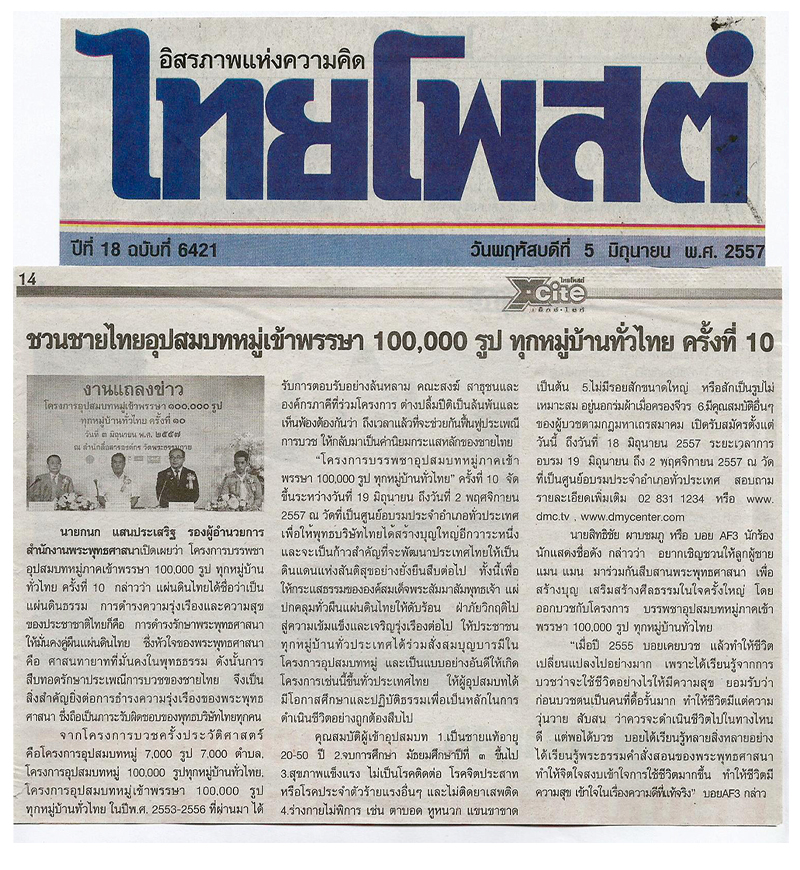 อิสรภาพแห่งความคิด
ไทยโพสต์
ปีที่ 18 ฉบับที่ 6421
วันพฤหัสบดีที่ 5 มิถุนายน พ.ศ. 2557
14
ไทยโพสต์
X-cite
เอ็กซ์-ไซท์
ชวนชายไทยอุปสมบทหมู่เข้าพรรษา 100,000 รูป ทุกหมู่บ้านทั่วไทย ครั้งที่ 10
งานแถลงข่าว
โครงการอุปสมบทหมู่เข้าพรรษา ๑๐๐,๐๐๐ รูป
ทุกหมู่บ้านทั่วไทย ครั้งที่ ๑๐
วันที่ ๓ มิถุนายน พ.ศ. ๒๕๕๗
ณ สำนักสื่อสารองค์กร วัดพระธรรมกาย
นายกนก แสนประเสริฐ รองผู้อำนวยการ
สำนักงานพระพุทธศาสนาเปิดเผยว่า โครงการบรรพชา
อุปสมบทหมู่ภาคเข้าพรรษา 100,000 รูป ทุกหมู่บ้าน
ทั่วไทย ครั้งที่ 10 กล่าวว่า แผ่นดินไทยได้ชื่อว่าเป็น
แผ่นดินธรรม การดำรงความรุ่งเรืองและความสุข
ของประชาชาติไทยก็คือ การดำรงรักษาพระพุทธศาสนา
ให้มั่นคงคู่ผืนแผ่นดินไทย ซึ่งหัวใจของพระพุทธศาสนา
คือ ศาสนทายาทที่มั่นคงในพุทธธรรม ดังนั้นการ
สืบทอดรักษาประเพณีการบวชของชายไทย จึงเป็น
สิ่งสำคัญยิ่งต่อการธำรงความรุ่งเรืองของพระพุทธ
ศาสนา ซึ่งถือเป็นภาระรับผิดชอบของพุทธบริษัทไทยทุกคน
จากโครงการบวชครั้งประวัติศาสตร์
คือโครงการอุปสมบทหมู่ 7,000 รูป 7,000 ตำบล,
โครงการอุปสมบทหมู่ 100,000 รูปทุกหมู่บ้านทั่วไทย,
โครงการอุปสมบทหมู่เข้าพรรษา 100,000 รูป
ทุกหมู่บ้านทั่วไทย ในปีพ.ศ. 2553-2556 ที่ผ่านมา ได้
รับการตอบรับอย่างล้นหลาม คณะสงฆ์ สาธุชนและ
องค์กรภาคีที่ร่วมโครงการ ต่างปลื้มปีติเป็นล้นพ้นและ
เห็นพ้องต้องกันว่า ถึงเวลาแล้วที่จะช่วยกันฟื้นฟูประเพณี
การบวช ให้กลับมาเป็นค่านิยมกระแสหลักของชายไทย
"โครงการบรรพชาอุปสมบทหมู่ภาคเข้า
พรรษา 100,000 รูป ทุกหมู่บ้านทั่วไทย" ครั้งที่ 10 จัด
ขึ้นระหว่างวันที่ 19 มิถุนายน ถึงวันที่ 2 พฤศจิกายน
2557 ณ วัดที่เป็นศูนย์อบรมประจำอำเภอทั่วประเทศ
เพื่อให้พุทธบริษัทไทยได้สร้างบุญใหญ่อีกวาระหนึ่ง
และจะเป็นก้าวสำคัญที่จะพัฒนาประเทศไทยให้เป็น
ดินแดนแห่งสันติสุขอย่างยั่งยืนสืบต่อไป ทั้งนี้เพื่อ
ให้กระแสธรรมขององค์สมเด็จพระสัมมาสัมพุทธเจ้า แผ่
ปกคลุมทั่วผืนแผ่นดินไทยให้ดับร้อน ฝ่าภัยวิกฤติไป
สู่ความเข้มแข็งและเจริญรุ่งเรืองต่อไป ให้ประชาชน
ทุกหมู่บ้านทั่วประเทศได้ร่วมสั่งสมบุญบารมีใน
โครงการอุปสมบทหมู่ และเป็นแบบอย่างอันดีให้เกิด
โครงการเช่นนี้ขึ้นทั่วประเทศไทย ให้ผู้อุปสมบทได้
มีโอกาสศึกษาและปฏิบัติธรรมเพื่อเป็นหลักในการ
ดำเนินชีวิตอย่างถูกต้องสืบไป
คุณสมบัติผู้เข้าอุปสมบท 1.เป็นชายแท้อายุ
20-50 ปี 2.จบการศึกษา มัธยมศึกษาปีที่ ๓ ขึ้นไป
3.สุขภาพแข็งแรง ไม่เป็นโรคติดต่อ โรคจิตประสาท
หรือโรคประจำตัวร้ายแรงอื่นๆ และไม่ติดยาเสพติด
4.ร่างกายไม่พิการ เช่น ตาบอด หูหนวก แขนขาขาด
เป็นต้น 5.ไม่มีรอยสักขนาดใหญ่ หรือสักเป็นรูปไม่
เหมาะสม อยู่นอกร่มผ้าเมื่อครองจีวร 6.มีคุณสมบัติอื่นๆ
ของผู้บวชตามกฎมหาเถรสมาคม เปิดรับสมัครตั้งแต่
วันนี้ ถึงวันที่ 18 มิถุนายน 2557 ระยะเวลาการ
อบรม 19 มิถุนายน ถึง 2 พฤศจิกายน 2557 ณ วัด
ที่เป็นศูนย์อบรมประจำอำเภอทั่วประเทศ สอบถาม
รายละเอียดเพิ่มเติม 02 831 1234 หรือ www.
dmc.tv , www.dmycenter.com
นายสิทธิชัย ผาบชมภู หรือ บอย AF3 นักร้อง
นักแสดงชื่อดัง กล่าวว่า อยากเชิญชวนให้ลูกผู้ชาย
แมน แมน มาร่วมกันสืบสานพระพุทธศาสนา เพื่อ
สร้างบุญ เสริมสร้างศีลธรรมในใจครั้งใหญ่ โดย
ออกบวชกับโครงการ บรรพชาอุปสมบทหมู่ภาคเข้า
พรรษา 100,000 รูป ทุกหมู่บ้านทั่วไทย
"เมื่อปี 2555 บอยเคยบวช แล้วทำให้ชีวิต
เปลี่ยนแปลงไปอย่างมาก เพราะได้เรียนรู้จากการ
บวชว่าจะใช้ชีวิตอย่างไรให้มีความสุข ยอมรับว่า
ก่อนบวชตนเป็นคนที่ดื้อรั้นมาก ทำให้ชีวิตมีแต่ความ
วุ่นวาย สับสน ว่าควรจะดำเนินชีวิตไปในทางไหน
ดี แต่พอได้บวช บอยได้เรียนรู้หลายสิ่งหลายอย่าง
ได้เรียนรู้พระธรรมคำสั่งสอนของพระพุทธศาสนา
ทำให้จิตใจสงบเข้าใจการใช้ชีวิตมากขึ้น ทำให้ชีวิตมี
ความสุข เข้าใจในเรื่องความดีที่แท้จริง" บอยAF3 กล่าว